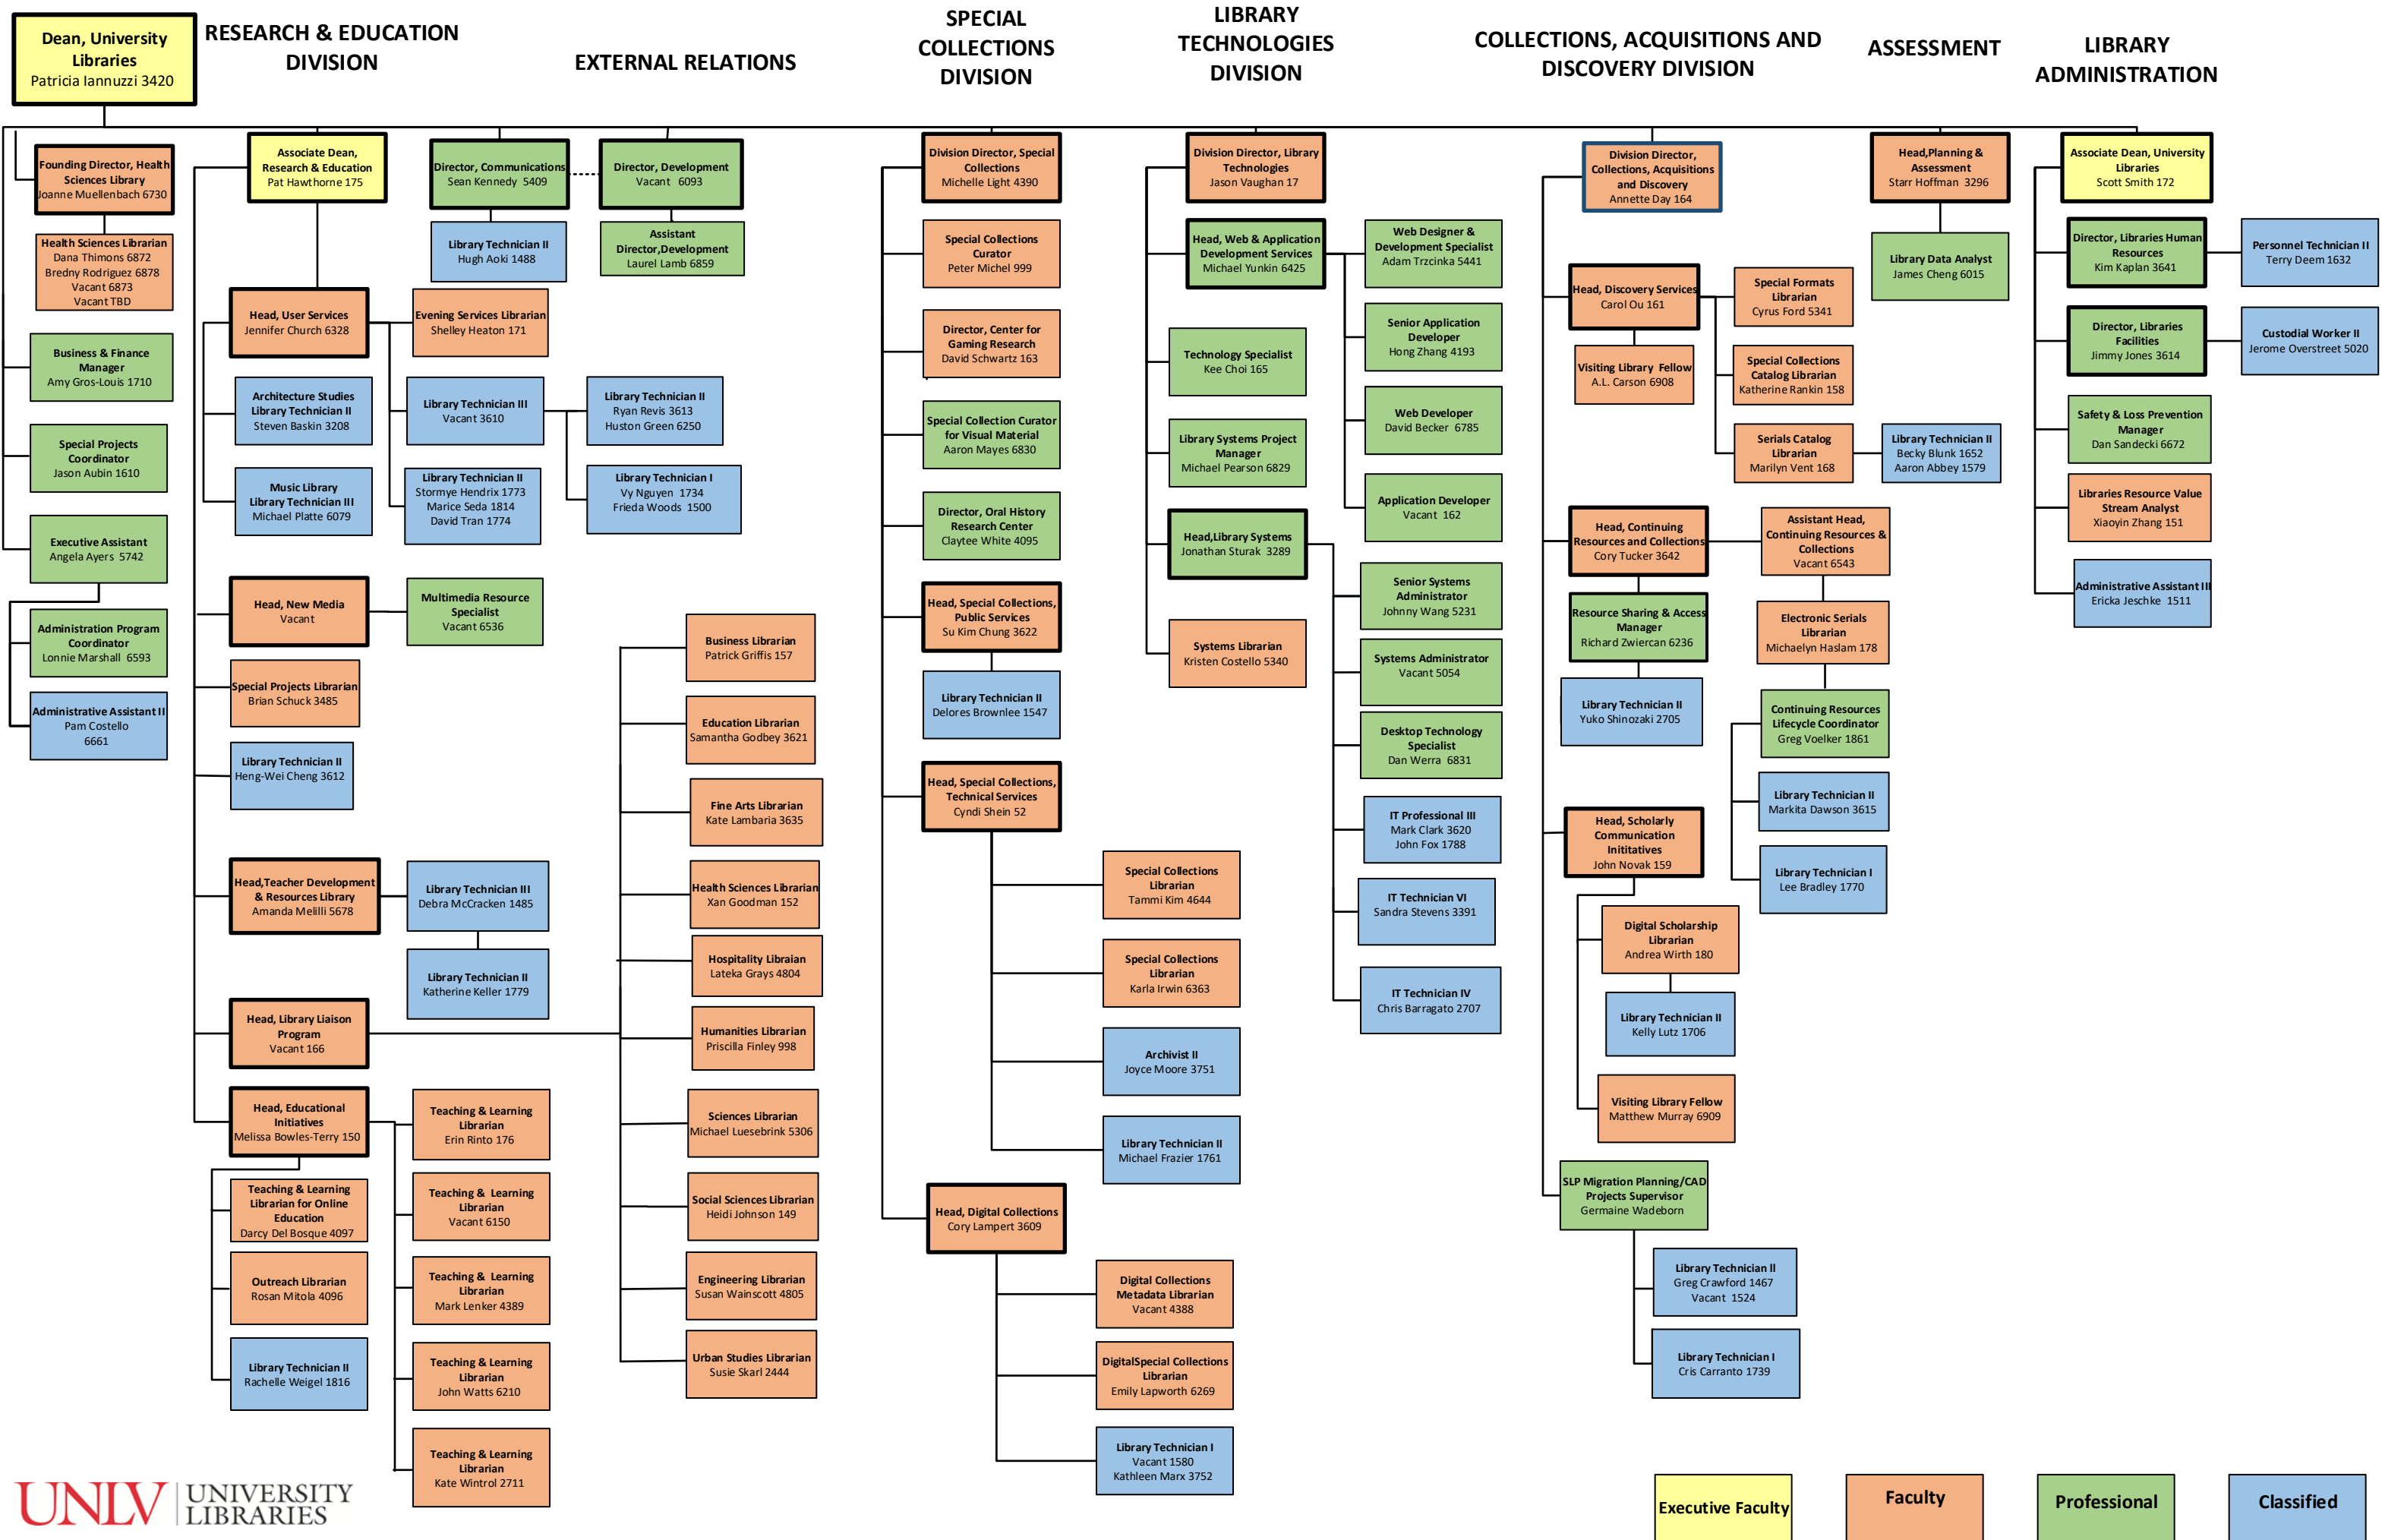 Dean, University
Libraries
Patricia Iannuzzi 3420
RESEARCH & EDUCATION
DIVISION
EXTERNAL RELATIONS
SPECIAL
COLLECTIONS
DIVISION
LIBRARY
TECHNOLOGIES
DIVISION
COLLECTIONS, ACQUISITIONS AND
DISCOVERY DIVISION
ASSESSMENT
LIBRARY
ADMINISTRATION
Founding Director, Health
Sciences Library
Joanne Muellenbach 6730
Health Sciences Librarian
Dana Thimons 6872
Bredny Rodriguez 6878
Vacant 6873
Vacant TBD
Business & Finance
Manager
Amy Gros-Louis 1710
Special Projects
Coordinator
Jason Aubin 1610
Executive Assistant
Angela Ayers 5742
Administration Program
Coordinator
Lonnie Marshall 6593
Administrative Assistant II
Pam Costello
6661
Associate Dean,
Research & Education
Pat Hawthorne 175
Head, User Services
Jennifer Church 6328
Evening Services Librarian
Shelley Heaton 171
Architecture Studies
Library Technician II
Steven Baskin 3208
Library Technician III
Vacant 3610
Library Technician II
Ryan Revis 3613
Huston Green 6250
Music Library
Library Technician III
Michael Platte 6079
Library Technician II
Stormye Hendrix 1773
Marice Seda 1814
David Tran 1774
Library Technician I
Vy Nguyen 1734
Frieda Woods 1500
Head, New Media
Vacant
Multimedia Resource
Specialist
Vacant 6536
Special Projects Librarian
Brian Schuck 3485
Library Technician II
Heng-Wei Cheng 3612
Head,Teacher Development
& Resources Library
Amanda Melilli 5678
Library Technician III
Debra McCracken 1485
Library Technician II
Katherine Keller 1779
Head, Library Liaison
Program
Vacant 166
Business Librarian
Patrick Griffis 157
Education Librarian
Samantha Godbey 3621
Fine Arts Librarian
Kate Lambaria 3635
Health Sciences Librarian
Xan Goodman 152
Hospitality Libraian
Lateka Grays 4804
Humanities Librarian
Priscilla Finley 998
Sciences Librarian
Michael Luesebrink 5306
Social Sciences Librarian
Heidi Johnson 149
Engineering Librarian
Susan Wainscott 4805
Urban Studies Librarian
Susie Skarl 2444
Head, Educational
Initiatives
Melissa Bowles-Terry 150
Teaching & Learning
Librarian for Online
Education
Darcy Del Bosque 4097
Outreach Librarian
Rosan Mitola 4096
Library Technician II
Rachelle Weigel 1816
Teaching & Learning
Librarian
Erin Rinto 176
Teaching & Learning
Librarian
Vacant 6150
Teaching & Learning
Librarian
Mark Lenker 4389
Teaching & Learning
Librarian
John Watts 6210
Teaching & Learning
Librarian
Kate Wintrol 2711
Director, Communications
Sean Kennedy 5409
Library Technician II
Hugh Aoki 1488
Director, Development
Vacant 6093
Assistant
Director,Development
Laurel Lamb 6859
Division Director, Special
Collections
Michelle Light 4390
Special Collections
Curator
Peter Michel 999
Director, Center for
Gaming Research
David Schwartz 163
Special Collection Curator
for Visual Material
Aaron Mayes 6830
Director, Oral History
Research Center
Claytee White 4095
Head, Special Collections,
Public Services
Su Kim Chung 3622
Library Technician II
Delores Brownlee 1547
Head, Special Collections,
Technical Services
Cyndi Shein 52
Special Collections
Librarian
Tammi Kim 4644
Special Collections
Librarian
Karla Irwin 6363
Archivist II
Joyce Moore 3751
Library Technician II
Michael Frazier 1761
Head, Digital Collections
Cory Lampert 3609
Digital Collections
Metadata Librarian
Vacant 4388
DigitalSpecial Collections
Librarian
Emily Lapworth 6269
Library Technician I
Vacant 1580
Kathleen Marx 3752
Division Director, Library
Technologies
Jason Vaughan 17
Head, Web & Application
Development Services
Michael Yunkin 6425
Web Designer &
Development Specialist
Adam Trzcinka 5441
Senior Application
Developer
Hong Zhang 4193
Web Developer
David Becker 6785
Application Developer
Vacant 162
Technology Specialist
Kee Choi 165
Library Systems Project
Manager
Michael Pearson 6829
Head,Library Systems
Jonathan Sturak 3289
Senior Systems
Administrator
Johnny Wang 5231
Systems Administrator
Vacant 5054
Desktop Technology
Specialist
Dan Werra 6831
IT Professional III
Mark Clark 3620
John Fox 1788
IT Technician VI
Sandra Stevens 3391
IT Technician IV
Chris Barragato 2707
Systems Librarian
Kristen Costello 5340
Division Director,
Collections, Acquisitions
and Discovery
Annette Day 164
Head, Discovery Services
Carol Ou 161
Visiting Library Fellow
A.L. Carson 6908
Special Formats
Librarian
Cyrus Ford 5341
Special Collections
Catalog Librarian
Katherine Rankin 158
Serials Catalog
Librarian
Marilyn Vent 168
Library Technician II
Becky Blunk 1652
Aaron Abbey 1579
Head, Continuing
Resources and Collections
Cory Tucker 3642
Assistant Head,
Continuing Resources &
Collections
Vacant 6543
Resource Sharing & Access
Manager
Richard Zwiercan 6236
Library Technician II
Yuko Shinozaki 2705
Electronic Serials
Librarian
Michaelyn Haslam 178
Continuing Resources
Lifecycle Coordinator
Greg Voelker 1861
Library Technician II
Markita Dawson 3615
Library Technician I
Lee Bradley 1770
Head, Scholarly
Communication
Inititatives
John Novak 159
Digital Scholarship
Librarian
Andrea Wirth 180
Library Technician II
Kelly Lutz 1706
Visiting Library Fellow
Matthew Murray 6909
SLP Migration Planning/CAD
Projects Supervisor
Germaine Wadeborn
Library Technician II
Greg Crawford 1467
Vacant 1524
Library Technician I
Cris Carranto 1739
Head,Planning &
Assessment
Starr Hoffman 3296
Library Data Analyst
James Cheng 6015
Associate Dean, University
Libraries
Scott Smith 172
Director, Libraries Human
Resources
Kim Kaplan 3641
Personnel Technician II
Terry Deem 1632
Director, Libraries
Facilities
Jimmy Jones 3614
Custodial Worker II
Jerome Overstreet 5020
Safety & Loss Prevention
Manager
Dan Sandecki 6672
Libraries Resource Value
Stream Analyst
Xiaoyin Zhang 151
Administrative Assistant III
Ericka Jeschke 1511
UNLV
UNIVERSITY
LIBRARIES
Executive Faculty
Faculty
Professional
Classified